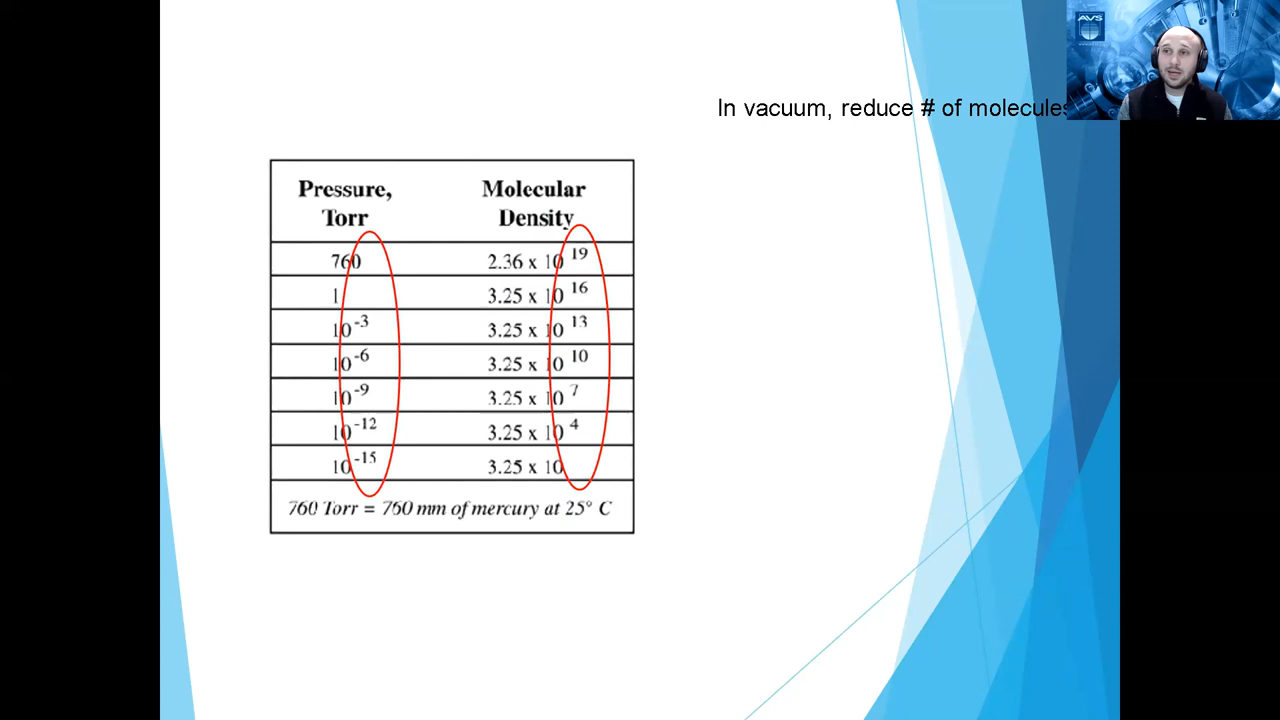 AVS
In vacuum, reduce # of molecules
Pressure, Torr Molecular Density
760 2.36 x 10^19
1 3.25 x 10^16
10^-3 3.25 x 10^13
10^-6 3.25 x 10^10
10^-9 3.25 x 10^7
10^-12 3.25 x 10^4
10^-15 3.25 x 10
760 Torr = 760 mm of mercury at 25° C